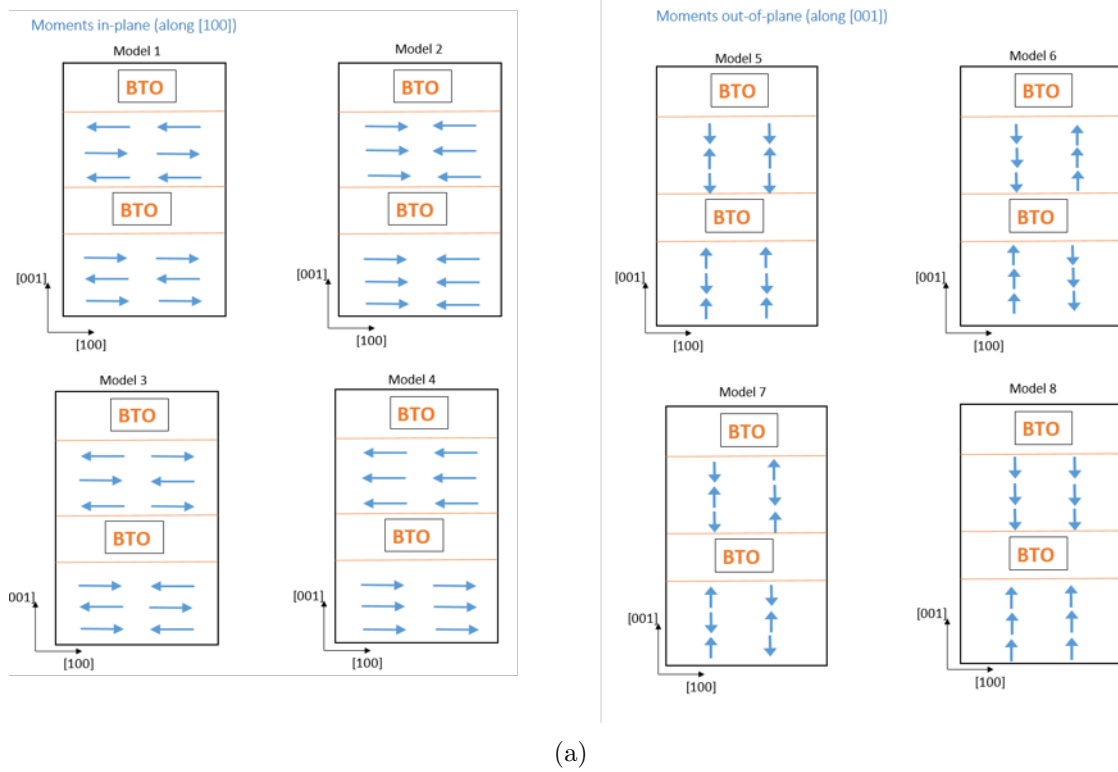 Moments in-plane (along [100])
Model 1
BTO
BTO
[001]
[100]
Model 2
BTO
BTO
[001]
[100]
Model 3
BTO
BTO
001]
[100]
Model 4
BTO
BTO
[001]
[100]
Moments out-of-plane (along [001])
Model 5
BTO
BTO
[001]
[100]
Model 6
BTO
BTO
[001]
[100]
Model 7
BTO
BTO
[001]
[100]
Model 8
BTO
BTO
[001]
[100]
(a)